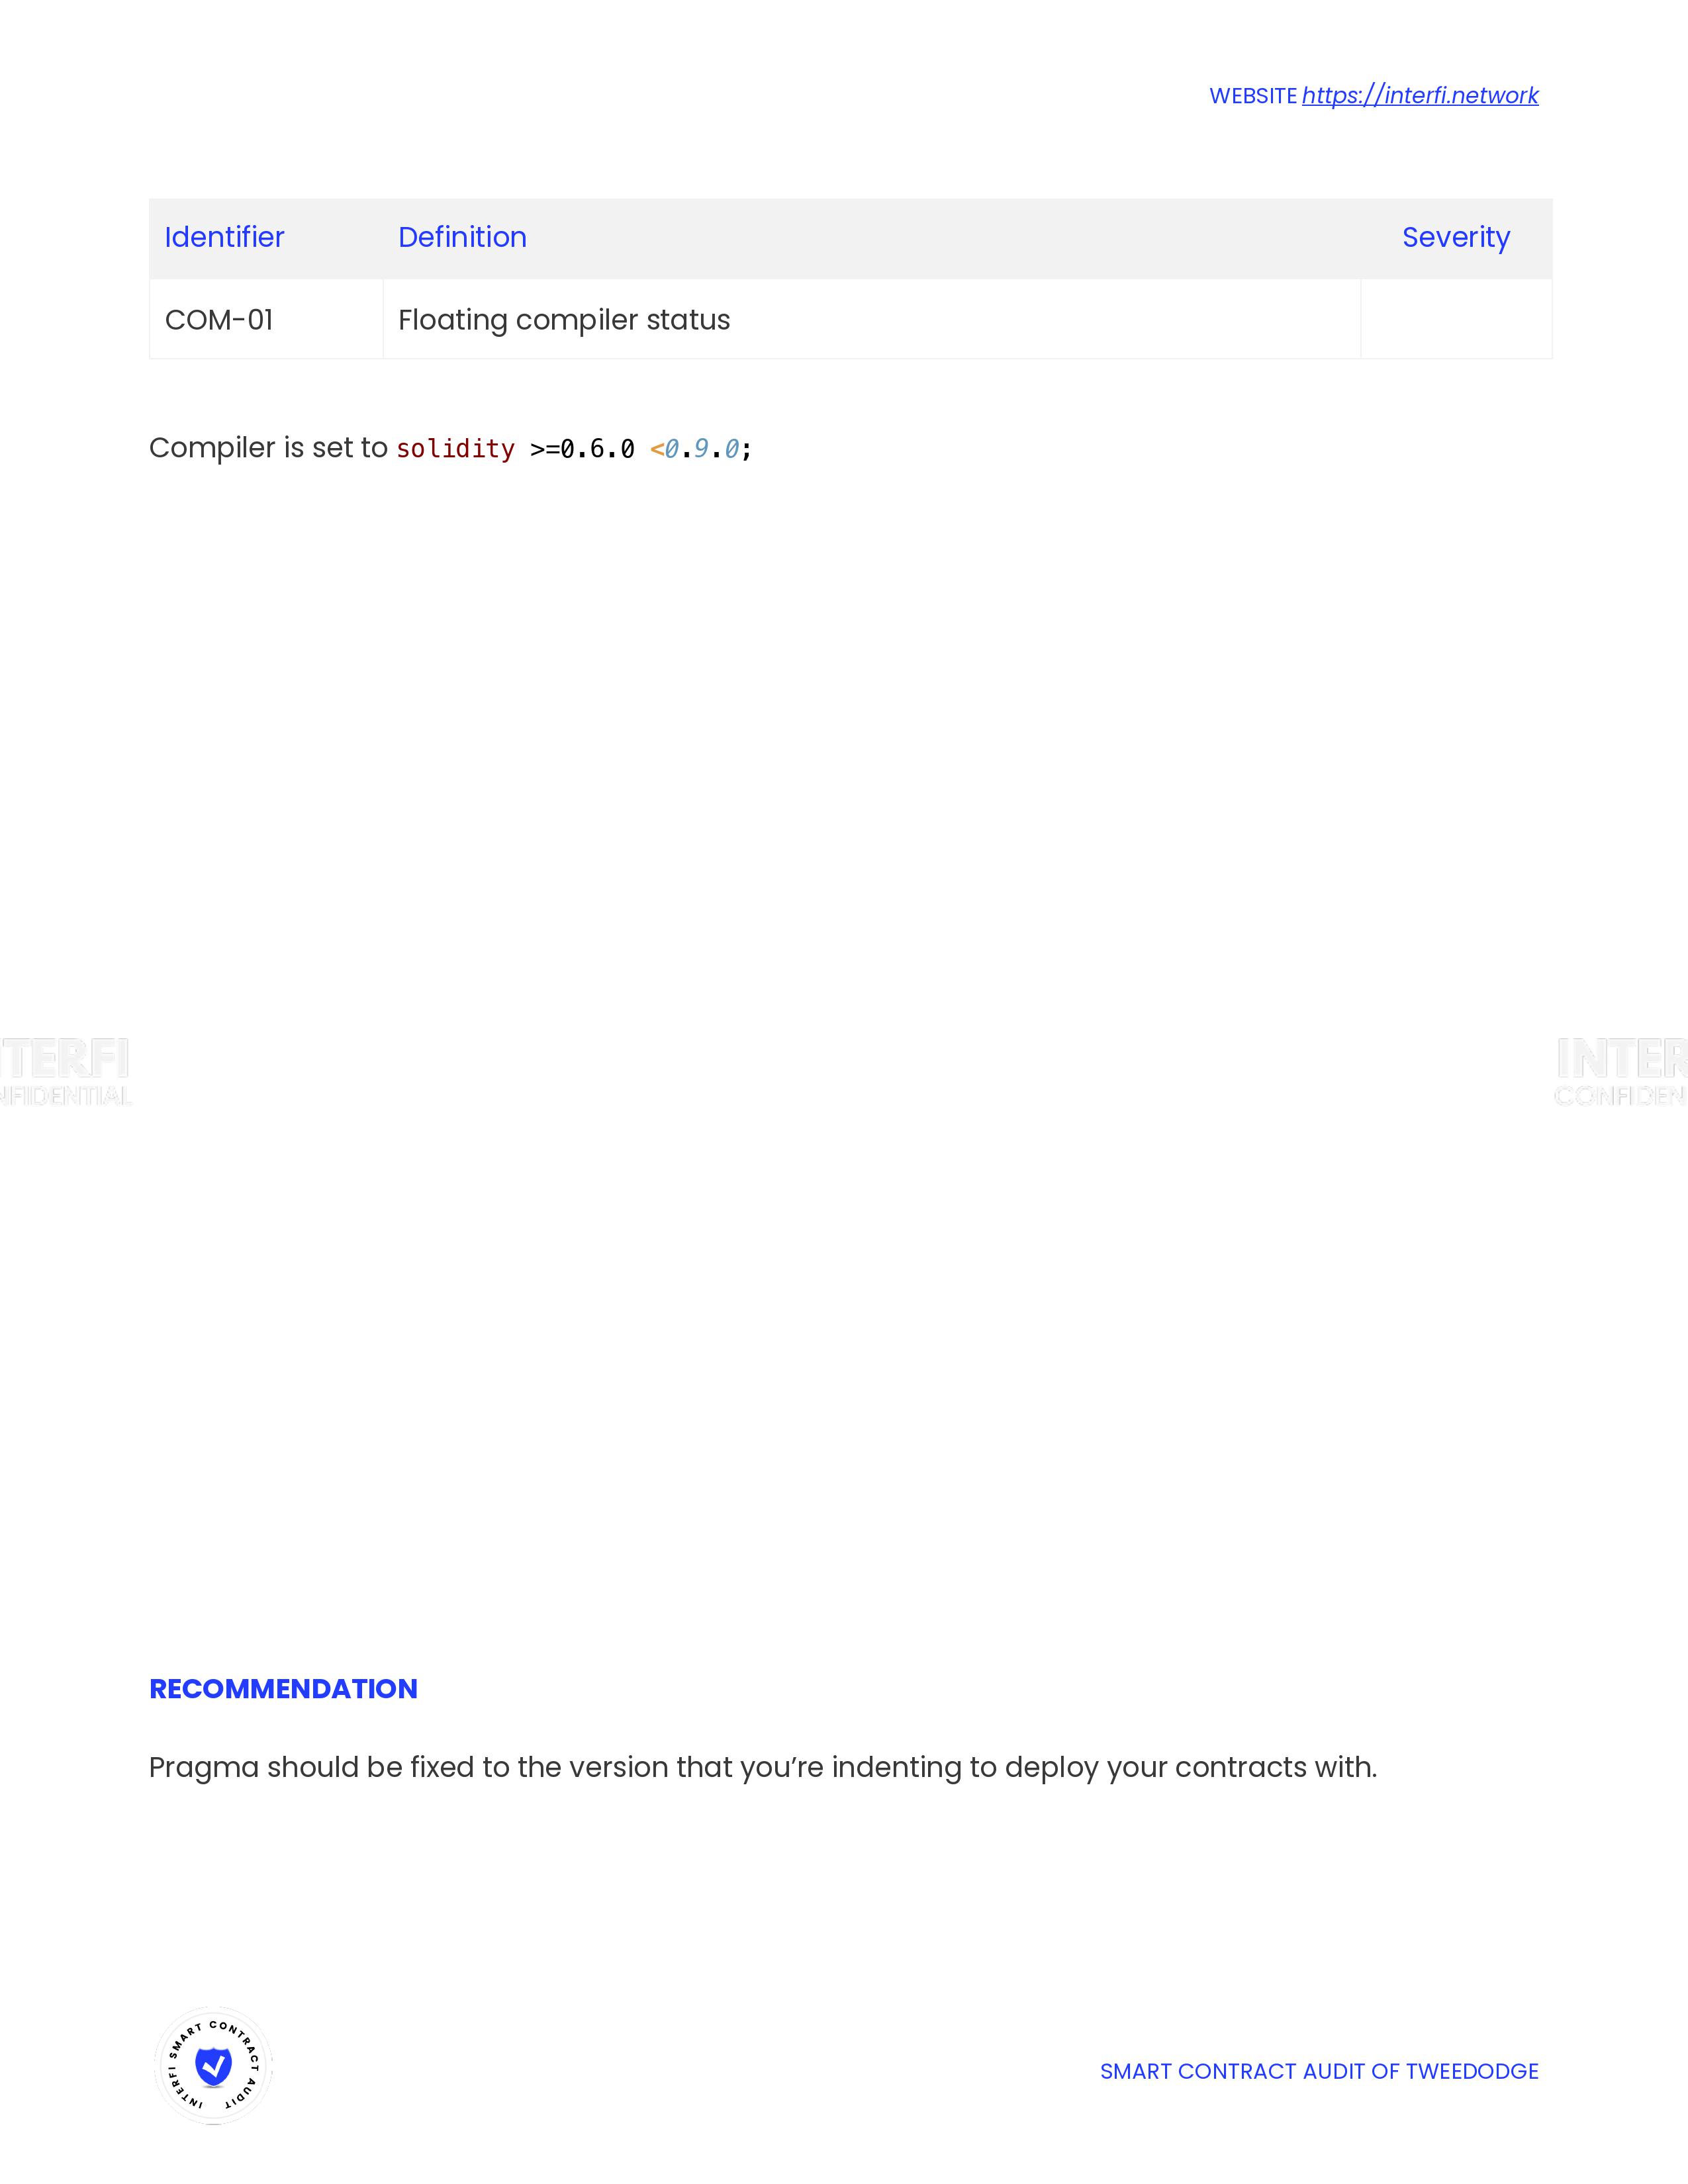 WEBSITE https://interfi.network
Identifier Definition Severity
COM-01 Floating compiler status
Compiler is set to solidity >=0.6.0 <0.9.0;
TERFI INTER
NFIDENTIAL CONFIDEN
RECOMMENDATION
Pragma should be fixed to the version that you’re indenting to deploy your contracts with.
INTERFI SMART CONTRACT AUDIT
SMART CONTRACT AUDIT OF TWEEDODGE